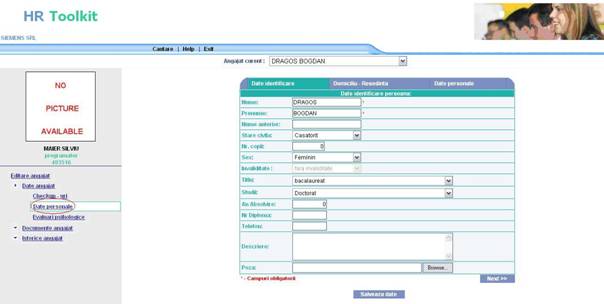 HR Toolkit
SIEMENS SRL
Cautare | Help | Exit
Angajat curent : DRAGOS BOGDAN
NO
PICTURE
AVAILABLE
MAIER SILVIU
programator
403516
Editare angajat
Date angajat
Checkup - uri
Date personale
Evaluari psihologice
Documente angajat
Istorice angajat
Date identificare Domiciliu - Resedinta Date personale
Date identificare persoana:
Nume: DRAGOS *
Prenume: BOGDAN *
Nume anterior:
Stare civila: Casatorit
Nr. copii: 0
Sex: Feminin
Invaliditate : fara invaliditate
Titlu: bacalaureat
Studii: Doctorat
An Absolvire: 0
Nr Diploma:
Telefon:
Descriere:
Poza: Browse...
* - Campuri obligatorii Next >>
Salveaza date